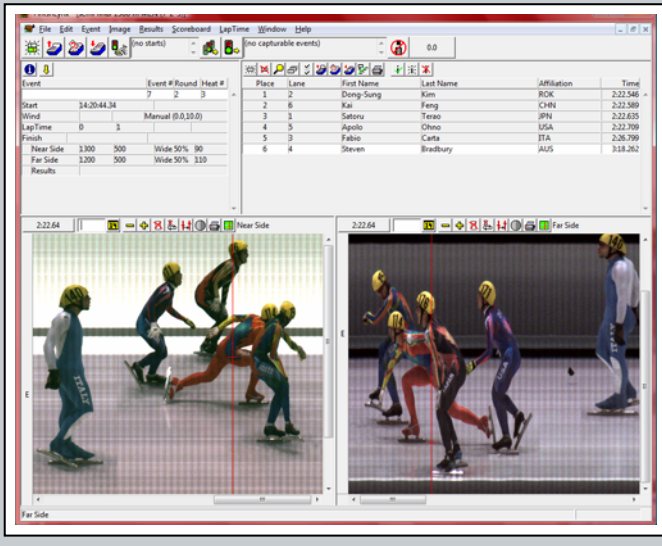 File Edit Event Image Results Scoreboard LapTime Window Help
(no starts) (no capturable events) 0.0
Event Event # Round Heat #
7 2 3
Start 14:20:44.34
Wind Manual (0.0,10.0)
LapTime 0 1
Finish
Near Side 1300 500 Wide 50% 90
Far Side 1200 500 Wide 50% 110
Results
Place Lane First Name Last Name Affiliation Time
1 2 Dong-Sung Kim ROK 2:22.546
2 6 Kai Feng CHN 2:22.589
3 1 Satoru Terao JPN 2:22.635
4 5 Apolo Ohno USA 2:22.709
5 3 Fabio Carta ITA 2:26.799
6 4 Steven Bradbury AUS 3:18.262
2:22.64 Near Side
2:22.64 Far Side
E
ITALY
E
174
176
171
140
USA
ITALY
Far Side